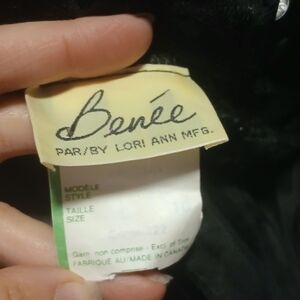 Benée
PAR/BY LORI ANN MFG.
MODÈLE
STYLE
TAILLE
SIZE
Garn. non comprise - Excl. of Trim
FABRIQUÉ AU/MADE IN CANADA